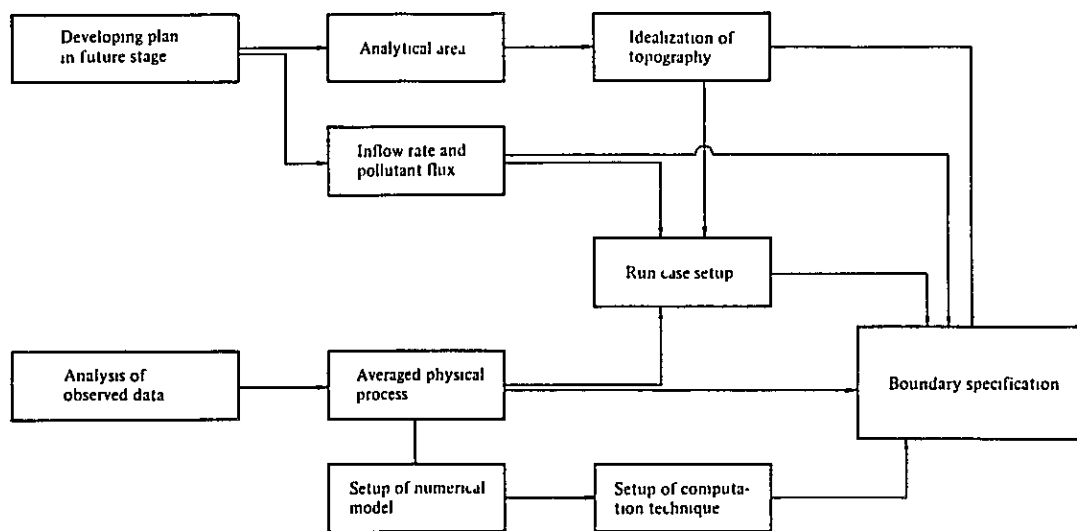 Developing plan
in future stage
Analytical area
Idealization of
topography
Inflow rate and
pollutant flux
Run case setup
Analysis of
observed data
Averaged physical
process
Boundary specification
Setup of numerical
model
Setup of computa-
tion technique